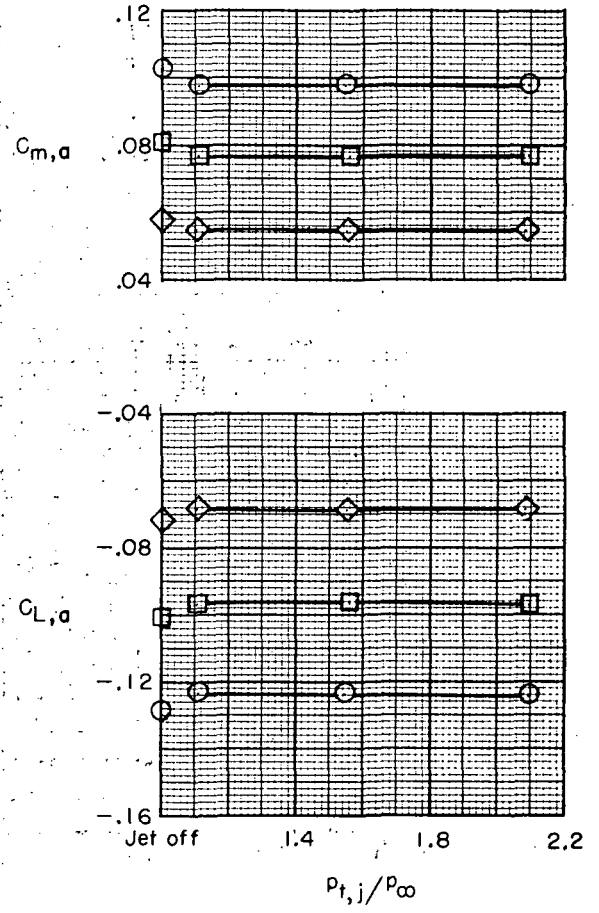 .12
C_m,a
.08
.04
-.04
-.08
C_L,a
-.12
-.16
Jet off 1.4 1.8 2.2
p_t,j/p_∞